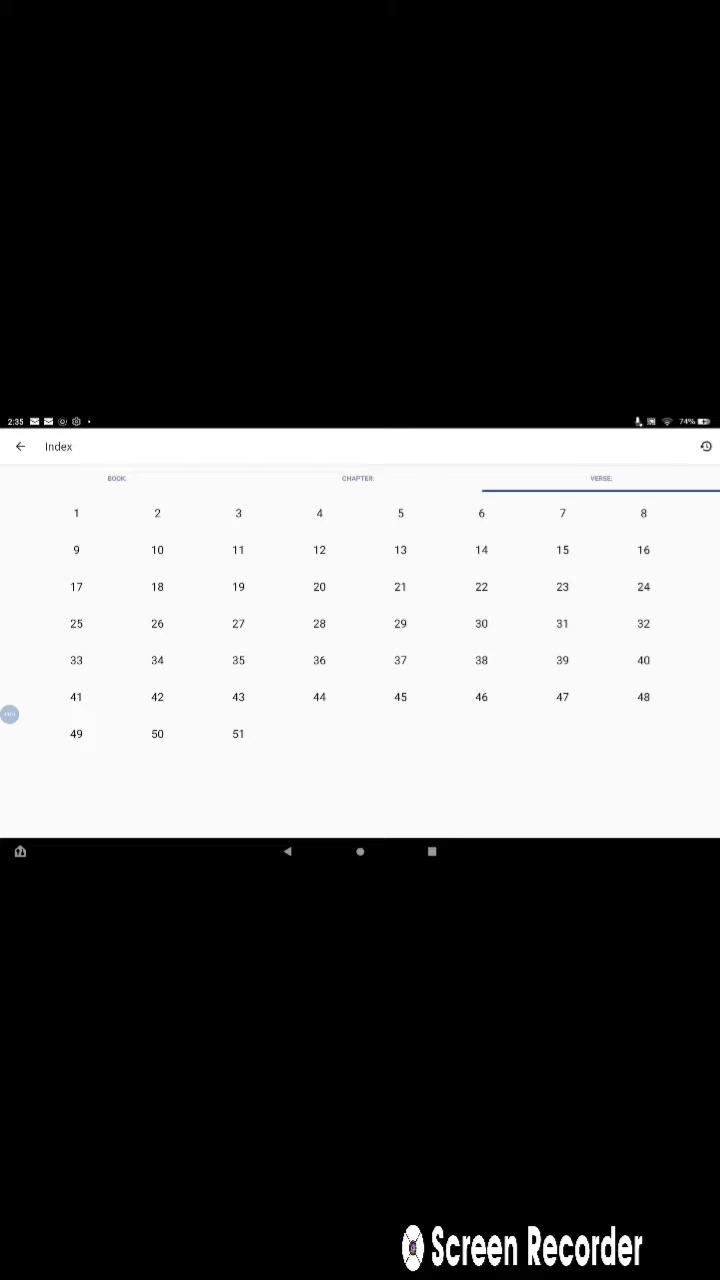 2:35 74%
Index
BOOK: CHAPTER: VERSE:
1 2 3 4 5 6 7 8
9 10 11 12 13 14 15 16
17 18 19 20 21 22 23 24
25 26 27 28 29 30 31 32
33 34 35 36 37 38 39 40
41 42 43 44 45 46 47 48
49 50 51
Screen Recorder